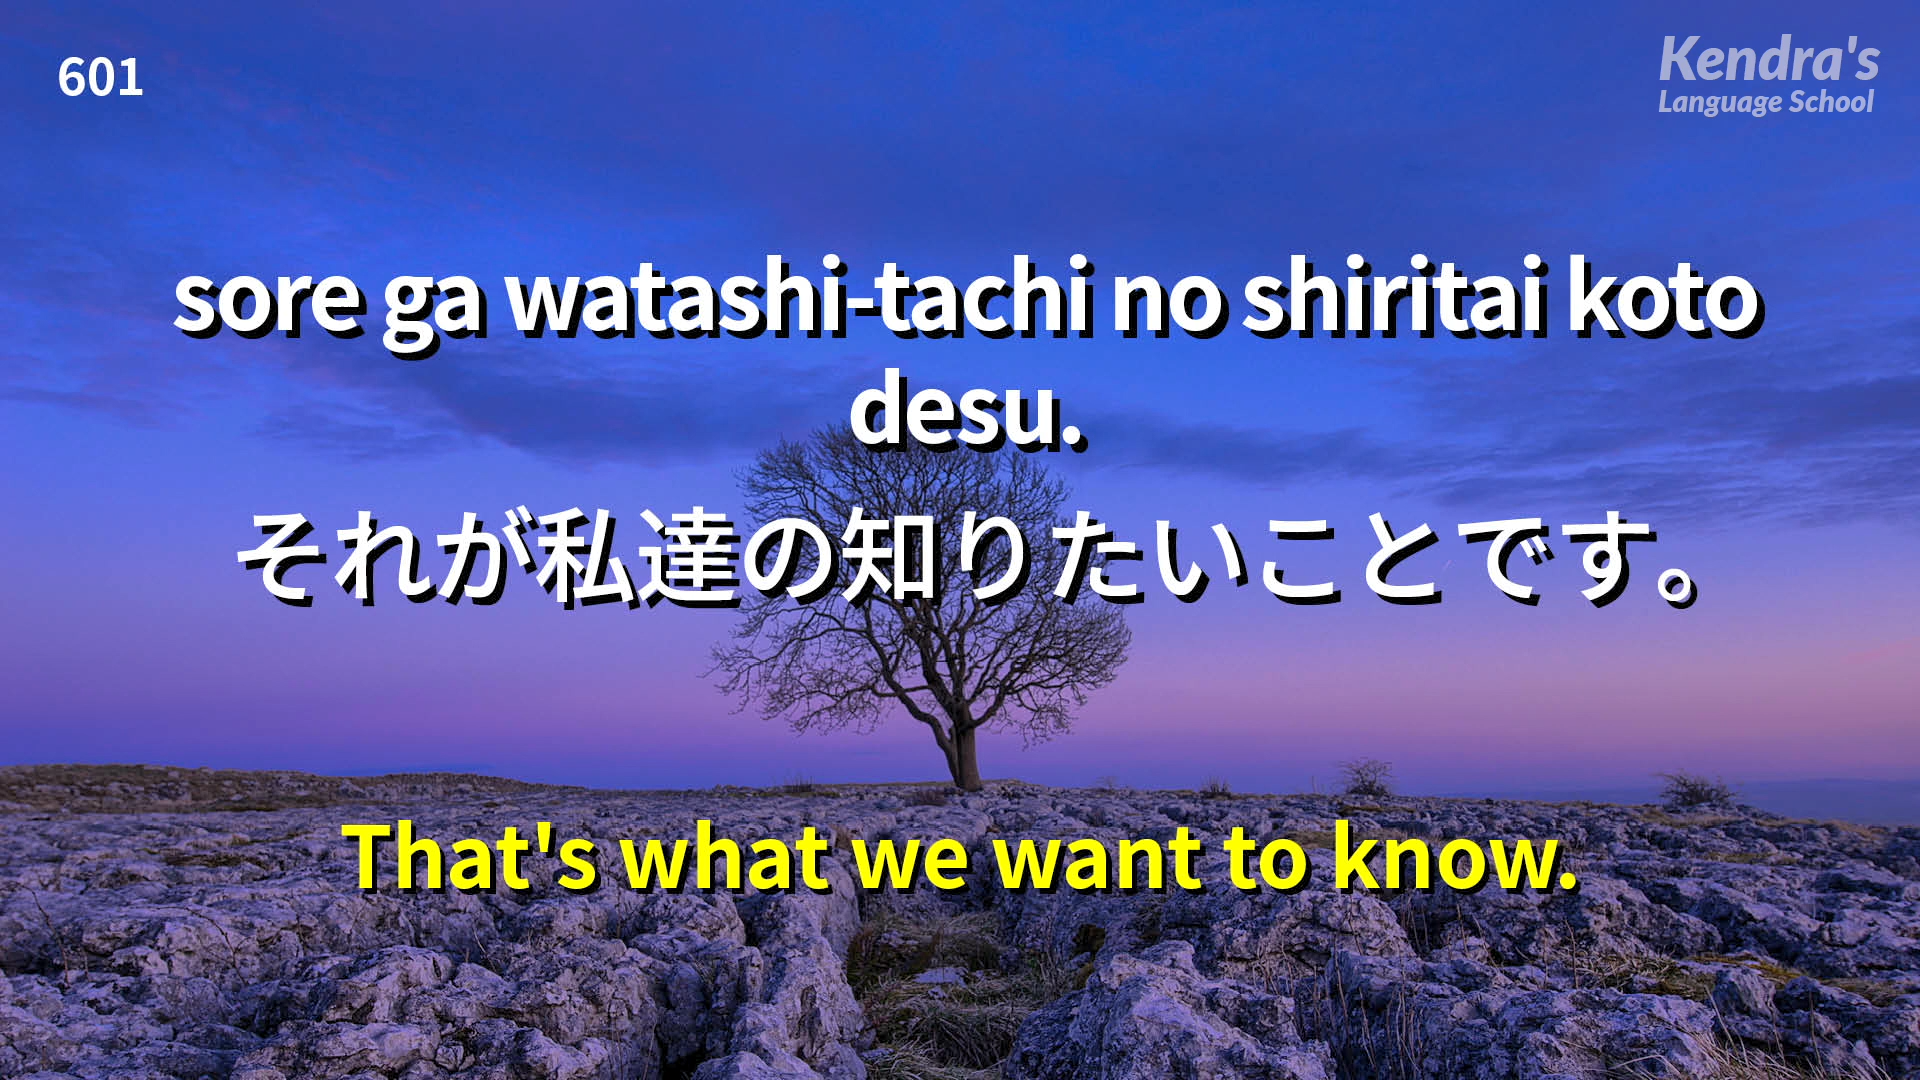 601
Kendra's
Language School
sore ga watashi-tachi no shiritai koto
desu.
それが私達の知りたいことです。
That's what we want to know.